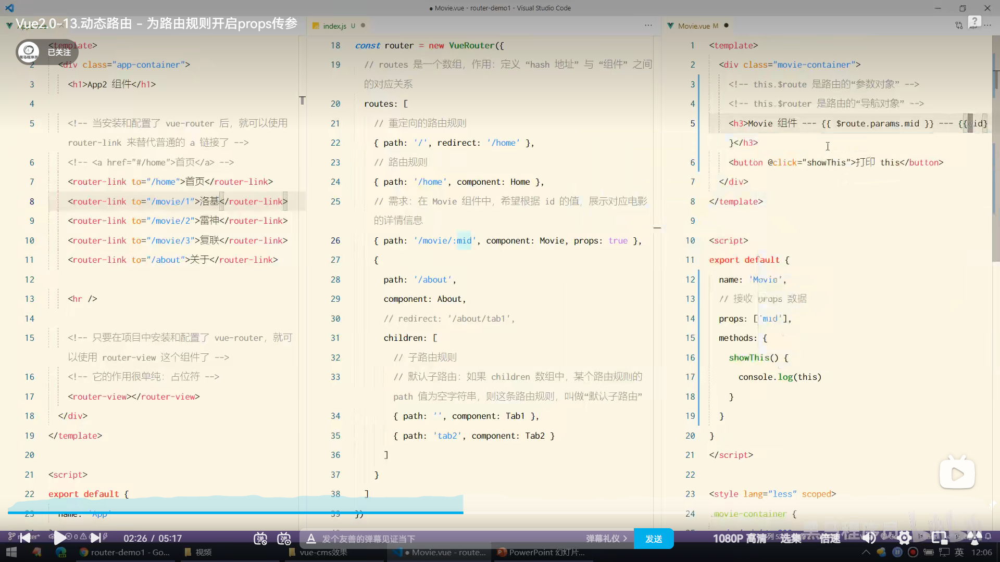 ● Movie.vue - router-demo1 - Visual Studio Code
Vue2.0-13.动态路由 - 为路由规则开启props传参
已关注
<template>
2 <div class="app-container">
3 <h1>App2 组件</h1>
4
5 <!-- 当安装和配置了 vue-router 后，就可以使用
router-link 来替代普通的 a 链接了 -->
6 <!-- <a href="#/home">首页</a> -->
7 <router-link to="/home">首页</router-link>
8 <router-link to="/movie/1">洛基</router-link>
9 <router-link to="/movie/2">雷神</router-link>
10 <router-link to="/movie/3">复联</router-link>
11 <router-link to="/about">关于</router-link>
12
13 <hr />
14
15 <!-- 只要在项目中安装和配置了 vue-router，就可
以使用 router-view 这个组件了 -->
16 <!-- 它的作用很单纯：占位符 -->
17 <router-view></router-view>
18 </div>
19 </template>
20
21 <script>
22 export default {
23 name: 'App'
index.js U ●
18 const router = new VueRouter({
19 // routes 是一个数组，作用：定义 “hash 地址” 与 “组件” 之间
的对应关系
20 routes: [
21 // 重定向的路由规则
22 { path: '/', redirect: '/home' },
23 // 路由规则
24 { path: '/home', component: Home },
25 // 需求：在 Movie 组件中，希望根据 id 的值，展示对应电影
的详情信息
26 { path: '/movie/:mid', component: Movie, props: true },
27 {
28 path: '/about',
29 component: About,
30 // redirect: '/about/tab1',
31 children: [
32 // 子路由规则
33 // 默认子路由：如果 children 数组中，某个路由规则的
path 值为空字符串，则这条路由规则，叫做“默认子路由”
34 { path: '', component: Tab1 },
35 { path: 'tab2', component: Tab2 }
36 ]
37 }
38 ]
39 })
Movie.vue M ●
1 <template>
2 <div class="movie-container">
3 <!-- this.$route 是路由的“参数对象” -->
4 <!-- this.$router 是路由的“导航对象” -->
5 <h3>Movie 组件 --- {{ $route.params.mid }} --- {{mid}
}</h3>
6 <button @click="showThis">打印 this</button>
7 </div>
8 </template>
9
10 <script>
11 export default {
12 name: 'Movie',
13 // 接收 props 数据
14 props: ['mid'],
15 methods: {
16 showThis() {
17 console.log(this)
18 }
19 }
20 }
21 </script>
22
23 <style lang="less" scoped>
24 .movie-container {
02:26 / 05:17
发个友善的弹幕见证当下
弹幕礼仪 >
发送
1080P 高清
选集
倍速
router-demo1 - Go...
视频
vue-cms效果
● Movie.vue - route...
PowerPoint 幻灯片...
英
12:06